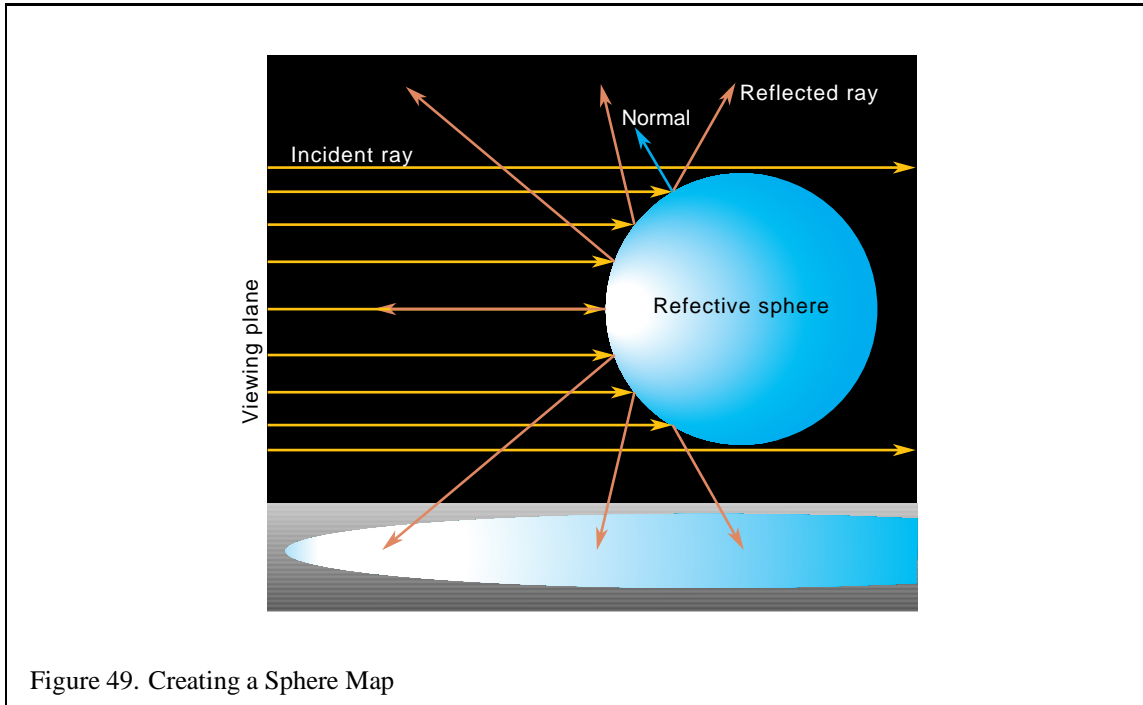 Reflected ray
Normal
Incident ray
Viewing plane
Refective sphere
Figure 49. Creating a Sphere Map